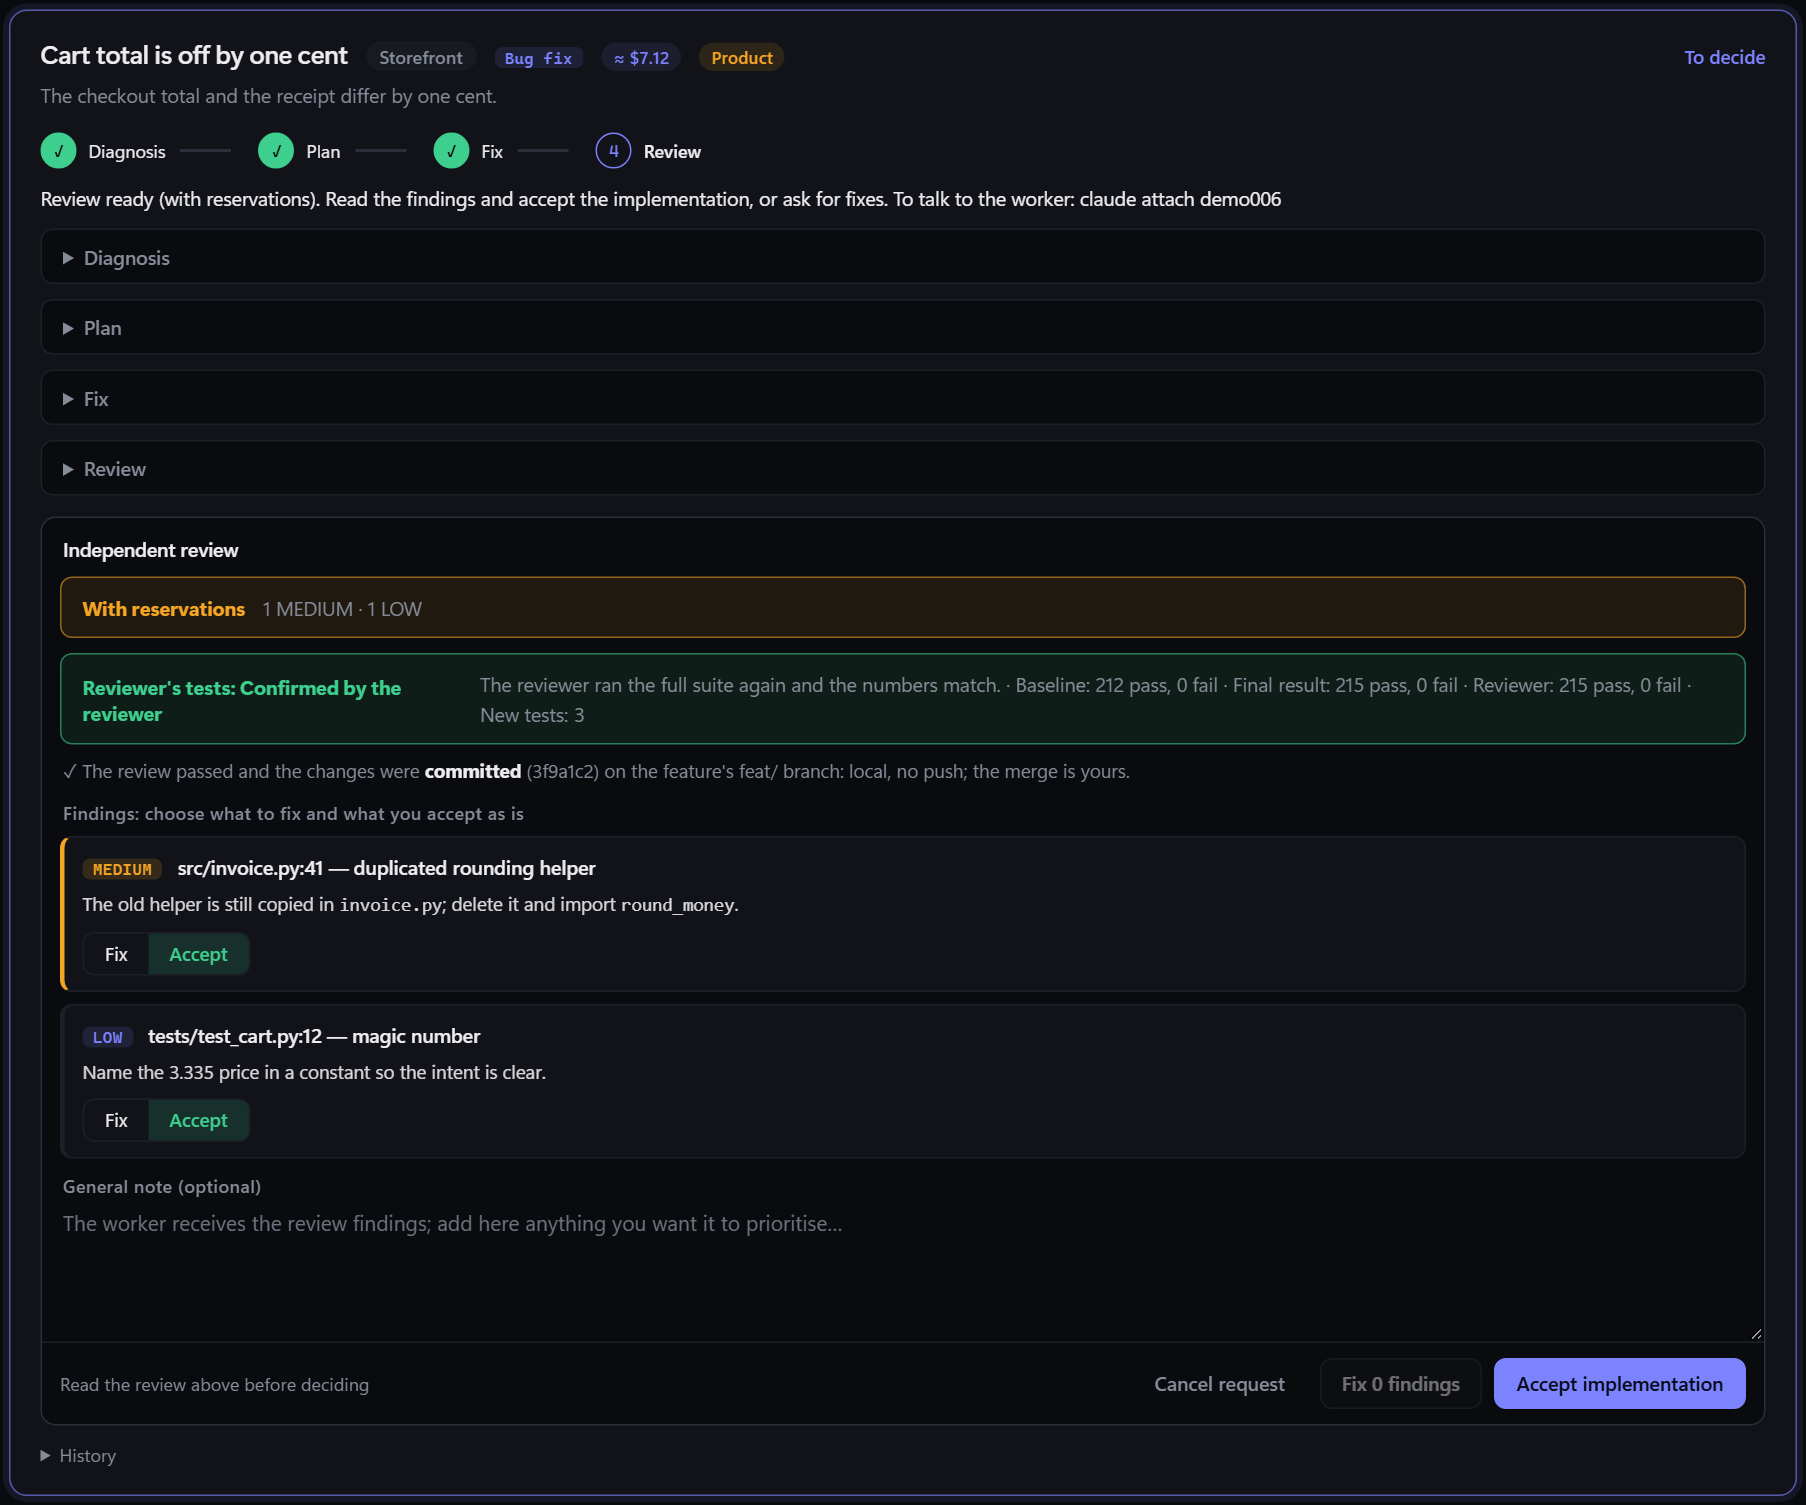 Cart total is off by one cent Storefront Bug fix ≈ $7.12 Product To decide
The checkout total and the receipt differ by one cent.
✓ Diagnosis ✓ Plan ✓ Fix 4 Review
Review ready (with reservations). Read the findings and accept the implementation, or ask for fixes. To talk to the worker: claude attach demo006
▶ Diagnosis
▶ Plan
▶ Fix
▶ Review
Independent review
With reservations 1 MEDIUM · 1 LOW
Reviewer's tests: Confirmed by the
reviewer
The reviewer ran the full suite again and the numbers match. · Baseline: 212 pass, 0 fail · Final result: 215 pass, 0 fail · Reviewer: 215 pass, 0 fail ·
New tests: 3
✓ The review passed and the changes were committed (3f9a1c2) on the feature's feat/ branch: local, no push; the merge is yours.
Findings: choose what to fix and what you accept as is
MEDIUM src/invoice.py:41 — duplicated rounding helper
The old helper is still copied in invoice.py; delete it and import round_money.
Fix Accept
LOW tests/test_cart.py:12 — magic number
Name the 3.335 price in a constant so the intent is clear.
Fix Accept
General note (optional)
The worker receives the review findings; add here anything you want it to prioritise...
Read the review above before deciding Cancel request Fix 0 findings Accept implementation
▶ History